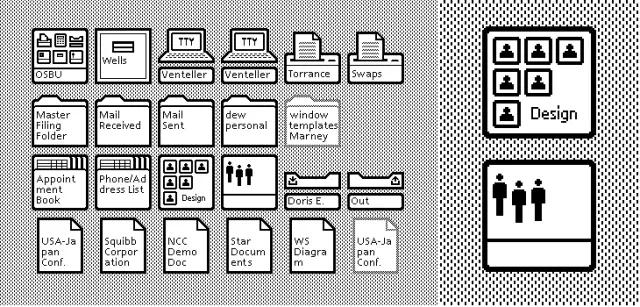 OSBU
Wells
TTY
Venteller
TTY
Venteller
Torrance
Swaps
Master
Filing
Folder
Mail
Received
Mail
Sent
dew
personal
window
templates
Marney
Appoint
ment
Book
Phone/Ad
dress List
Design
Doris E.
Out
USA-Ja
pan
Conf.
Squibb
Corpor
ation
NCC
Demo
Doc
Star
Docum
ents
WS
Diagra
m
USA-Ja
pan
Conf.
Design